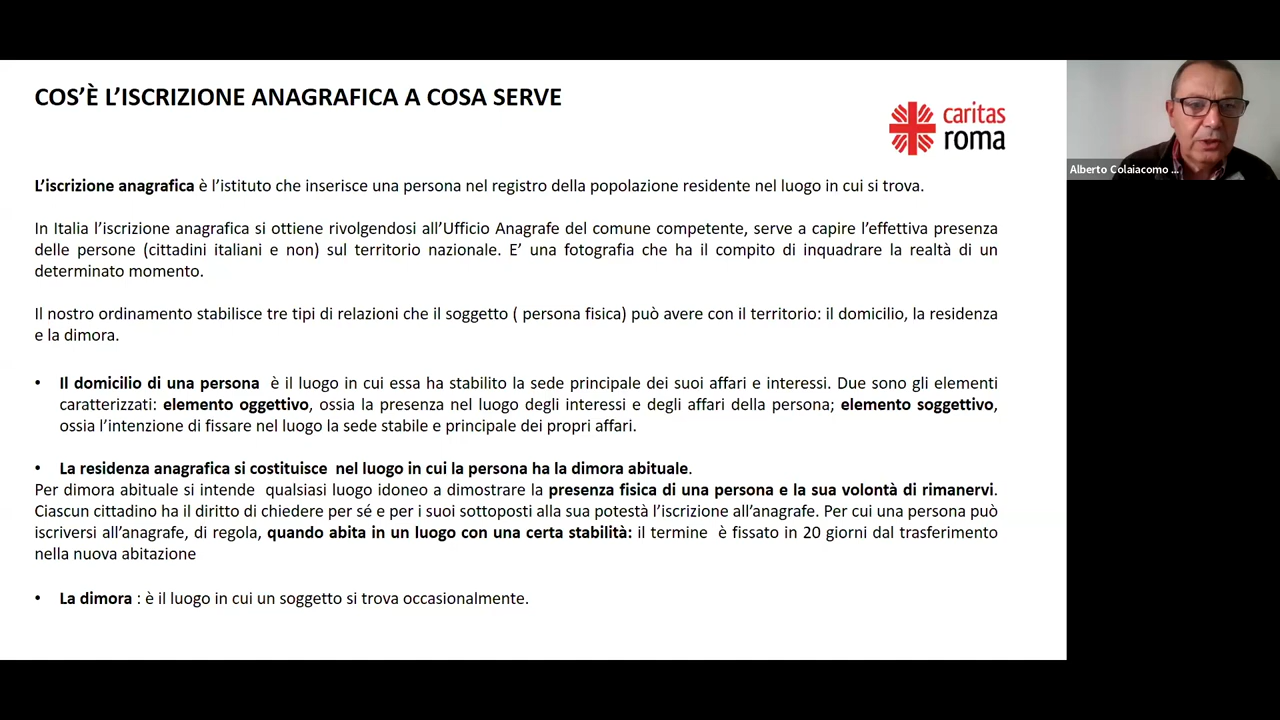 COS'È L'ISCRIZIONE ANAGRAFICA A COSA SERVE
caritas
roma
L'iscrizione anagrafica è l'istituto che inserisce una persona nel registro della popolazione residente nel luogo in cui si trova.
In Italia l'iscrizione anagrafica si ottiene rivolgendosi all'Ufficio Anagrafe del comune competente, serve a capire l'effettiva presenza
delle persone (cittadini italiani e non) sul territorio nazionale. E' una fotografia che ha il compito di inquadrare la realtà di un
determinato momento.
Il nostro ordinamento stabilisce tre tipi di relazioni che il soggetto ( persona fisica) può avere con il territorio: il domicilio, la residenza
e la dimora.
• Il domicilio di una persona è il luogo in cui essa ha stabilito la sede principale dei suoi affari e interessi. Due sono gli elementi
caratterizzati: elemento oggettivo, ossia la presenza nel luogo degli interessi e degli affari della persona; elemento soggettivo,
ossia l'intenzione di fissare nel luogo la sede stabile e principale dei propri affari.
• La residenza anagrafica si costituisce nel luogo in cui la persona ha la dimora abituale.
Per dimora abituale si intende qualsiasi luogo idoneo a dimostrare la presenza fisica di una persona e la sua volontà di rimanervi.
Ciascun cittadino ha il diritto di chiedere per sé e per i suoi sottoposti alla sua potestà l'iscrizione all'anagrafe. Per cui una persona può
iscriversi all'anagrafe, di regola, quando abita in un luogo con una certa stabilità: il termine è fissato in 20 giorni dal trasferimento
nella nuova abitazione
• La dimora : è il luogo in cui un soggetto si trova occasionalmente.
Alberto Colaiacomo ...